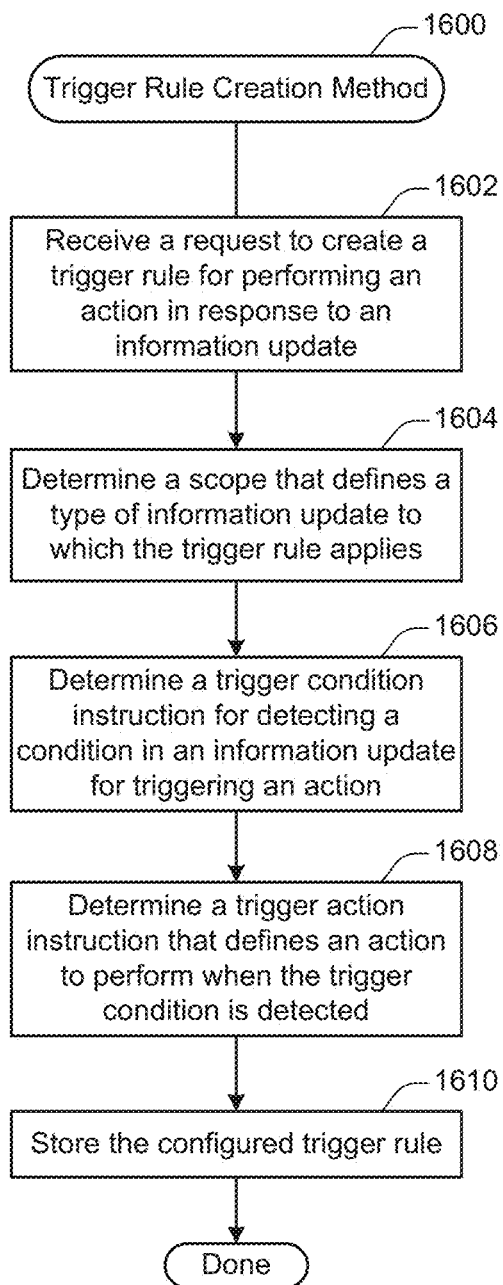 1600
Trigger Rule Creation Method
1602
Receive a request to create a
trigger rule for performing an
action in response to an
information update
1604
Determine a scope that defines a
type of information update to
which the trigger rule applies
1606
Determine a trigger condition
instruction for detecting a
condition in an information update
for triggering an action
1608
Determine a trigger action
instruction that defines an action
to perform when the trigger
condition is detected
1610
Store the configured trigger rule
Done